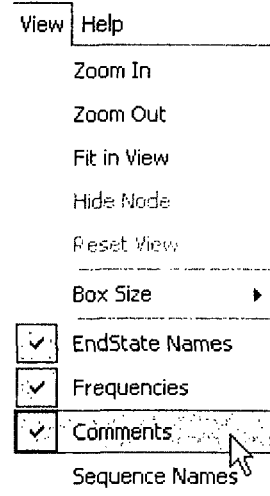 View Help
Zoom In
Zoom Out
Fit in View
Hide Node
Reset View
Box Size
EndState Names
Frequencies
Comments
Sequence Names